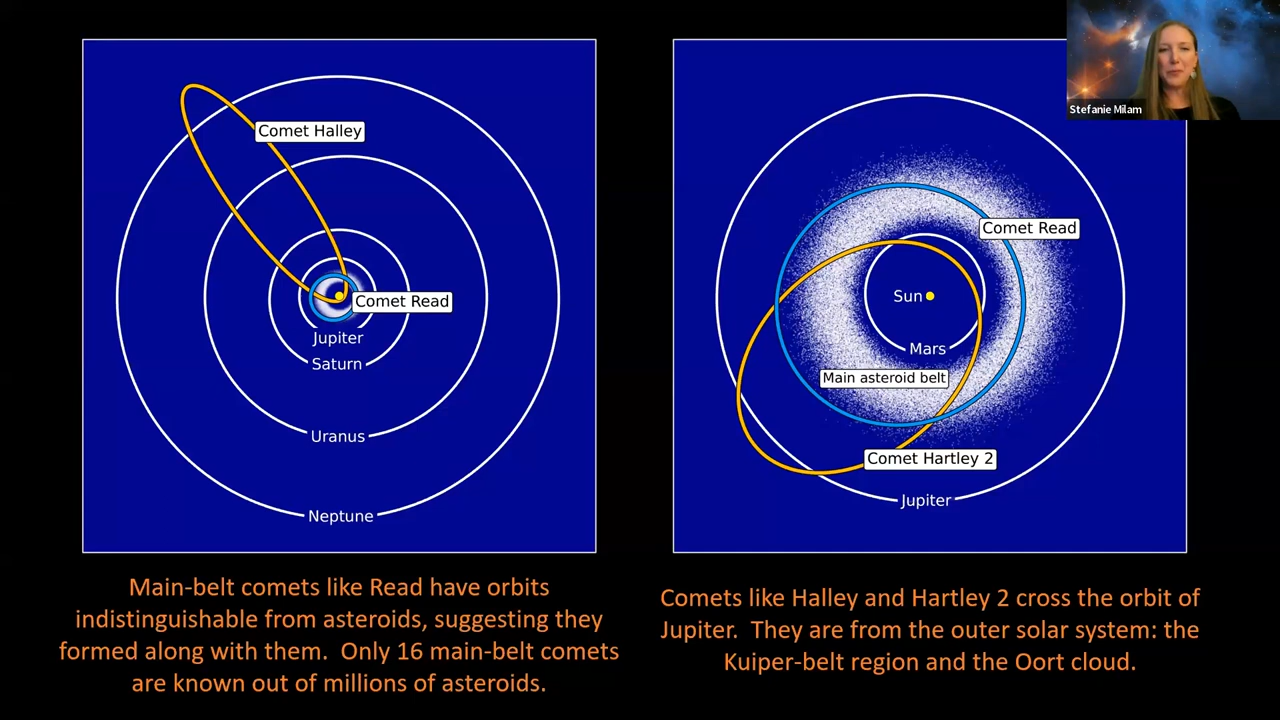 Comet Halley
Comet Read
Jupiter
Saturn
Uranus
Neptune
Main-belt comets like Read have orbits
indistinguishable from asteroids, suggesting they
formed along with them.  Only 16 main-belt comets
are known out of millions of asteroids.
Stefanie Milam
Comet Read
Sun
Mars
Main asteroid belt
Comet Hartley 2
Jupiter
Comets like Halley and Hartley 2 cross the orbit of
Jupiter.  They are from the outer solar system: the
Kuiper-belt region and the Oort cloud.